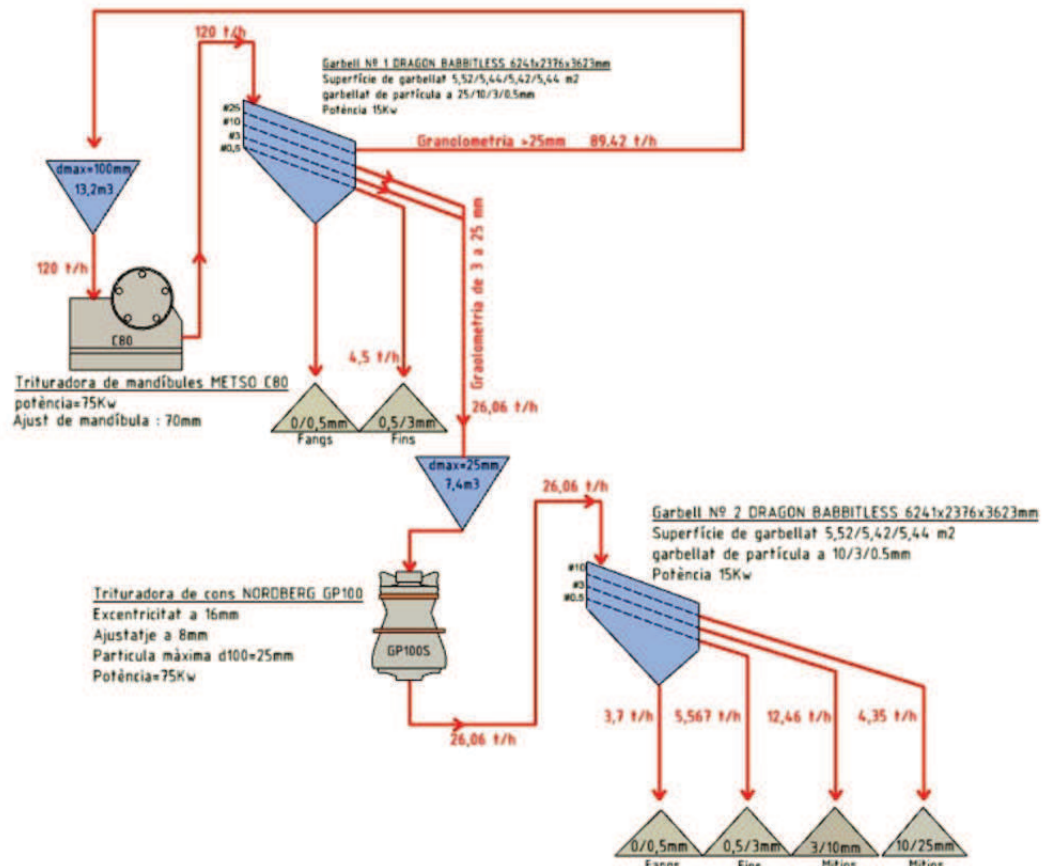 120 t/h
Garbell Nº 1 DRAGON BABBITLESS 6241x2376x3623mm
Superfície de garbellat 5,52/5,44/5,42/5,44 m2
garbellat de partícula a 25/10/3/0.5mm
Potència 15Kw
#25
#10
#3
#0,5
Granolometria >25mm 89,42 t/h
dmax=100mm
13,2m3
120 t/h
C80
Trituradora de mandíbules METSO C80
potència=75Kw
Ajust de mandíbula : 70mm
Graolometria de 3 a 25 mm
4,5 t/h
26,06 t/h
0/0,5mm
Fangs
0,5/3mm
Fins
dmax=25mm
7,4m3
26,06 t/h
Garbell Nº 2 DRAGON BABBITLESS 6241x2376x3623mm
Superfície de garbellat 5,52/5,42/5,44 m2
garbellat de partícula a 10/3/0.5mm
Potència 15Kw
#10
#3
#0.5
Trituradora de cons NORDBERG GP100
Excentricitat a 16mm
Ajustatje a 8mm
Particula màxima d100=25mm
Potència=75Kw
GP100S
26,06 t/h
3,7 t/h
5,567 t/h
12,46 t/h
4,35 t/h
0/0,5mm
Fangs
0,5/3mm
Fins
3/10mm
Mitjos
10/25mm
Mitjos